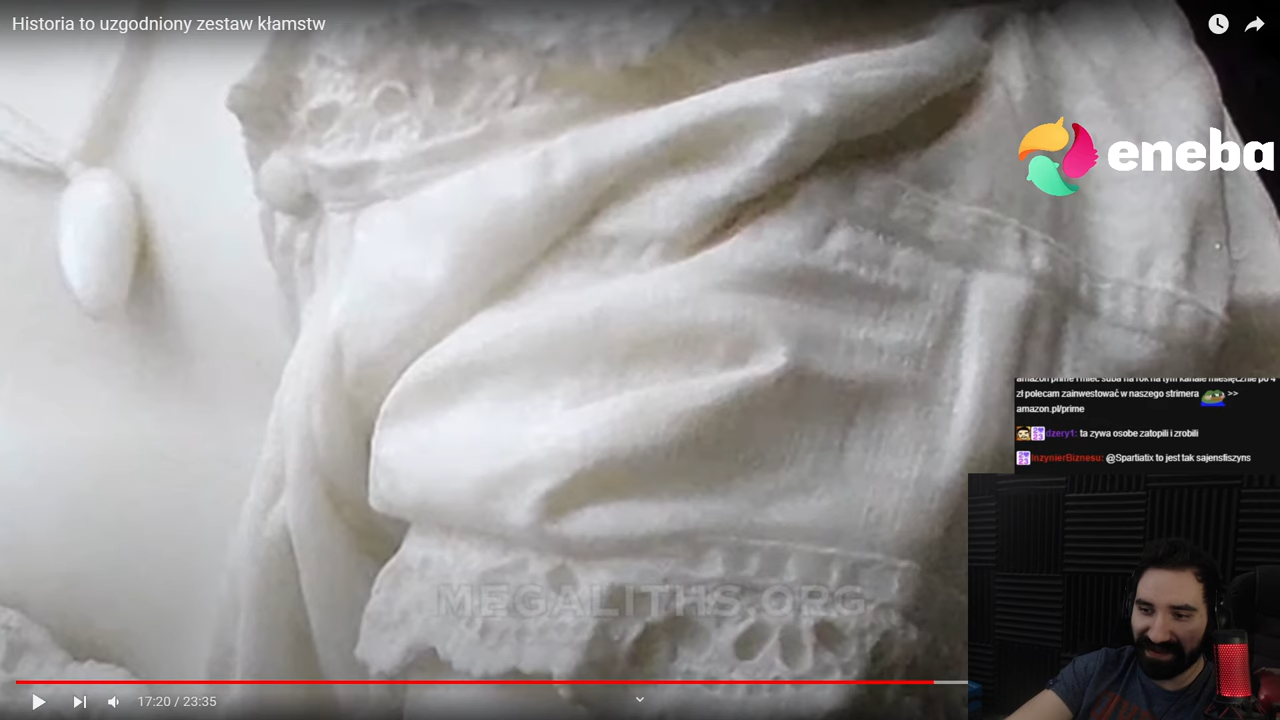 Historia to uzgodniony zestaw kłamstw
eneba
amazon prime i mieć suba na rok na tym kanale miesięcznie po 4
zł polecam zainwestować w naszego strimera >>
amazon.pl/prime
dzery1: ta zywa osobe zatopili i zrobili
InzynierBiznesu: @Spartiatix to jest tak sajensfiszyns
MEGALITHS.ORG
17:20 / 23:35